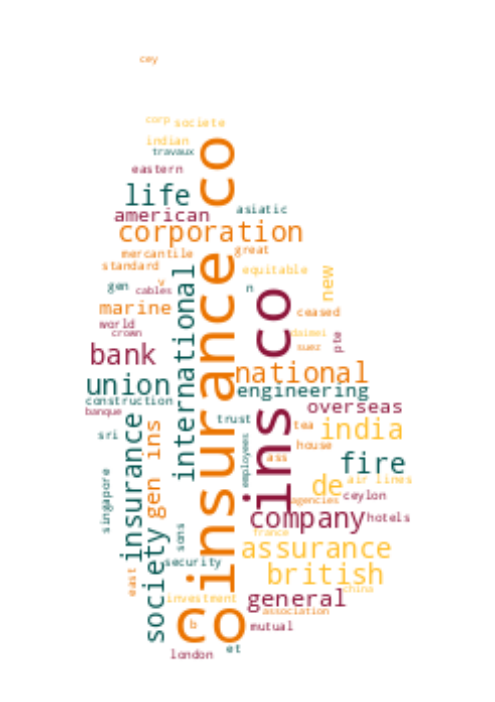 cey
corp societe
indian
travaux
eastern
life
american
asiatic
corporation
insurance co
mercantile
great
standard
equitable
international
new
gen
v
cables
n
ins co
marine
ceased
world
crown
daimei
suez
pte
bank
national
union
engineering
construction
overseas
banque
insurance
gen ins
trust
tea
india
sri
employees
house
fire
ass
singapore
de
air lines
agencies
ceylon
company
hotels
sons
society
france
assurance
security
east
british
china
investment
general
association
co
b
mutual
et
london